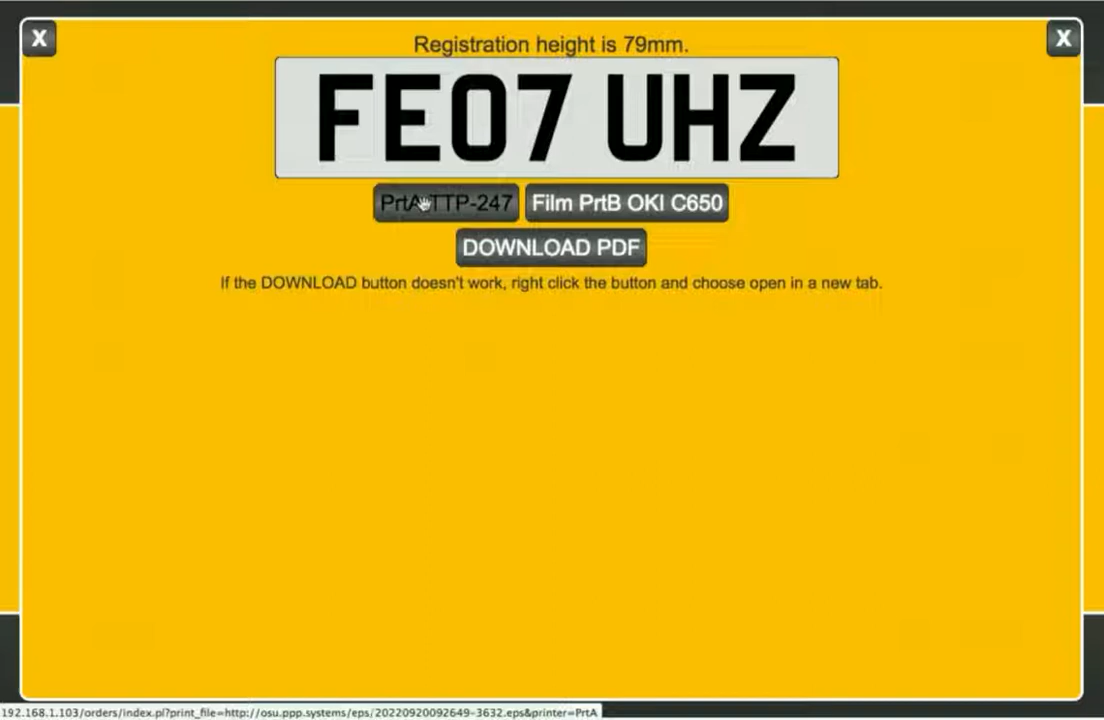 X X
Registration height is 79mm.
FE07 UHZ
PrtA TTP-247 Film PrtB OKI C650
DOWNLOAD PDF
If the DOWNLOAD button doesn't work, right click the button and choose open in a new tab.
192.168.1.103/orders/index.pl?print_file=http://osu.ppp.systems/eps/20220920092649-3632.eps&printer=PrtA